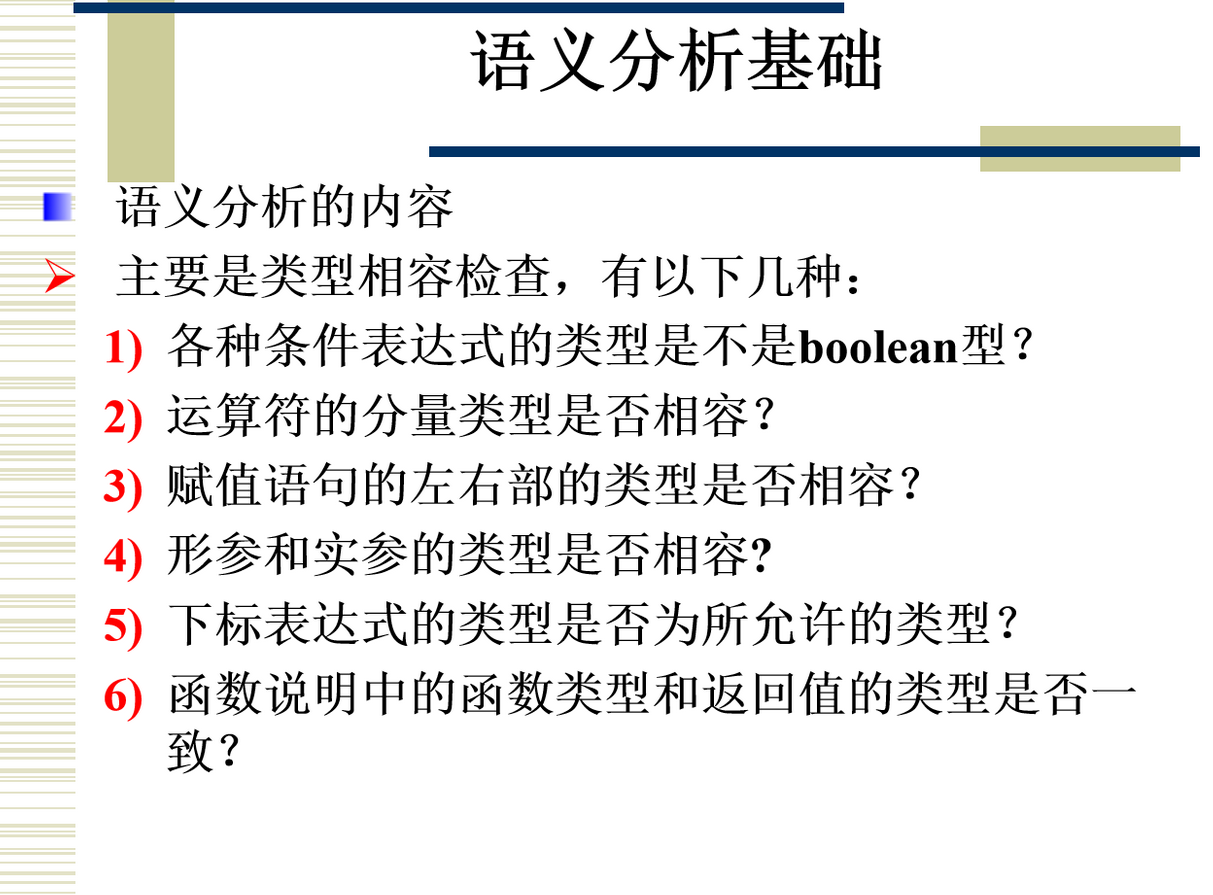 语义分析基础
语义分析的内容
主要是类型相容检查，有以下几种：
1) 各种条件表达式的类型是不是boolean型？
2) 运算符的分量类型是否相容？
3) 赋值语句的左右部的类型是否相容？
4) 形参和实参的类型是否相容?
5) 下标表达式的类型是否为所允许的类型？
6) 函数说明中的函数类型和返回值的类型是否一
致？